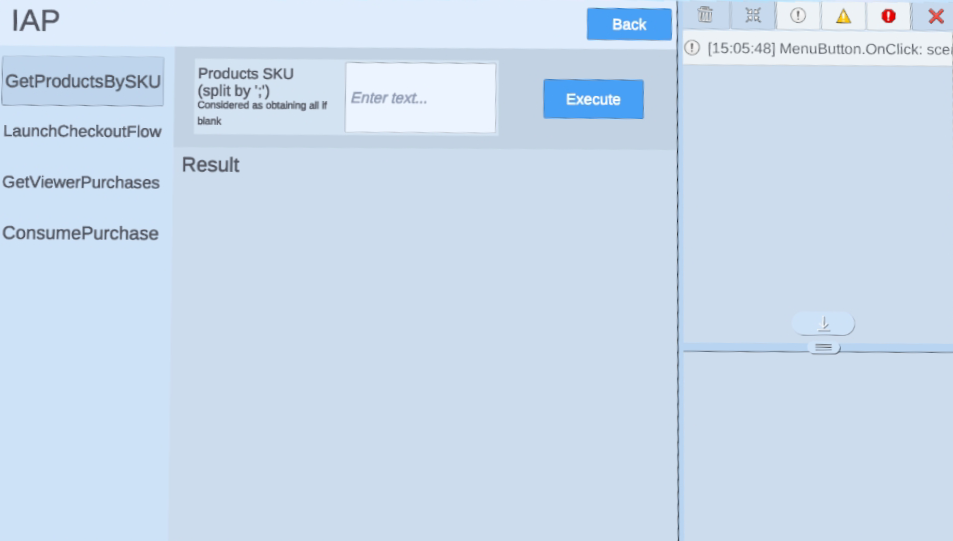 IAP
Back
GetProductsBySKU
LaunchCheckoutFlow
GetViewerPurchases
ConsumePurchase
Products SKU
(split by ';')
Considered as obtaining all if
blank
Enter text...
Execute
Result
[15:05:48] MenuButton.OnClick: